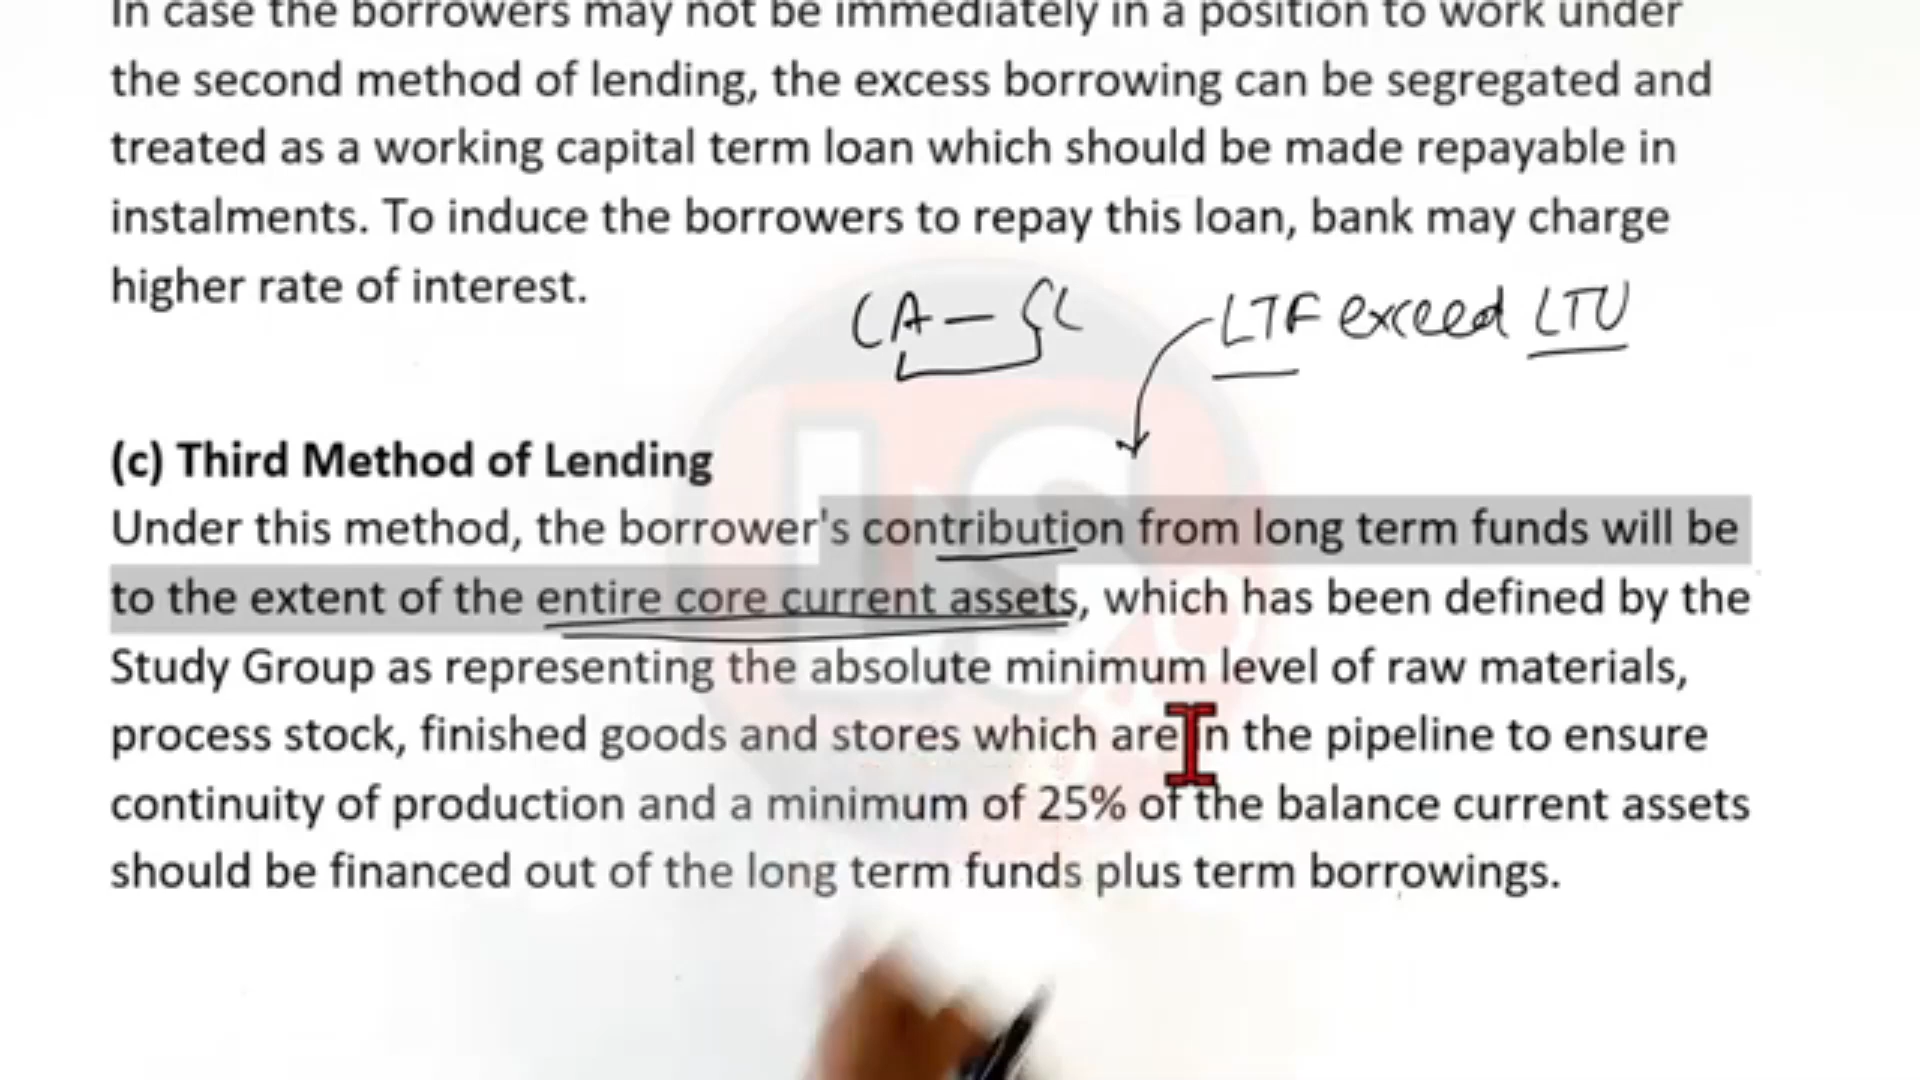 In case the borrowers may not be immediately in a position to work under
the second method of lending, the excess borrowing can be segregated and
treated as a working capital term loan which should be made repayable in
instalments. To induce the borrowers to repay this loan, bank may charge
higher rate of interest.
CA - CL
LTF exceed LTU
(c) Third Method of Lending
Under this method, the borrower's contribution from long term funds will be
to the extent of the entire core current assets, which has been defined by the
Study Group as representing the absolute minimum level of raw materials,
process stock, finished goods and stores which are in the pipeline to ensure
continuity of production and a minimum of 25% of the balance current assets
should be financed out of the long term funds plus term borrowings.